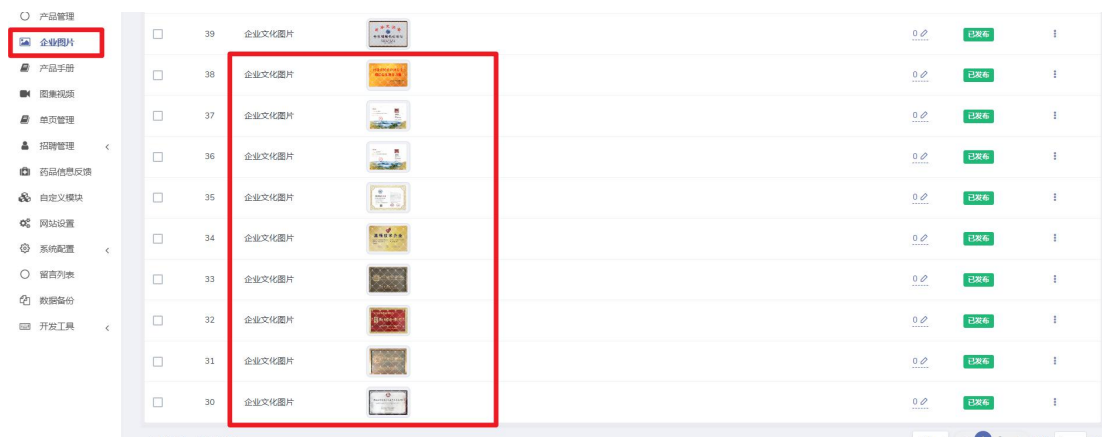 产品管理
企业图片
产品手册
图集视频
单页管理
招聘管理
药品信息反馈
自定义模块
网站设置
系统配置
留言列表
数据备份
开发工具
39 企业文化图片 0 已发布
38 企业文化图片 0 已发布
37 企业文化图片 0 已发布
36 企业文化图片 0 已发布
35 企业文化图片 0 已发布
34 企业文化图片 0 已发布
33 企业文化图片 0 已发布
32 企业文化图片 0 已发布
31 企业文化图片 0 已发布
30 企业文化图片 0 已发布